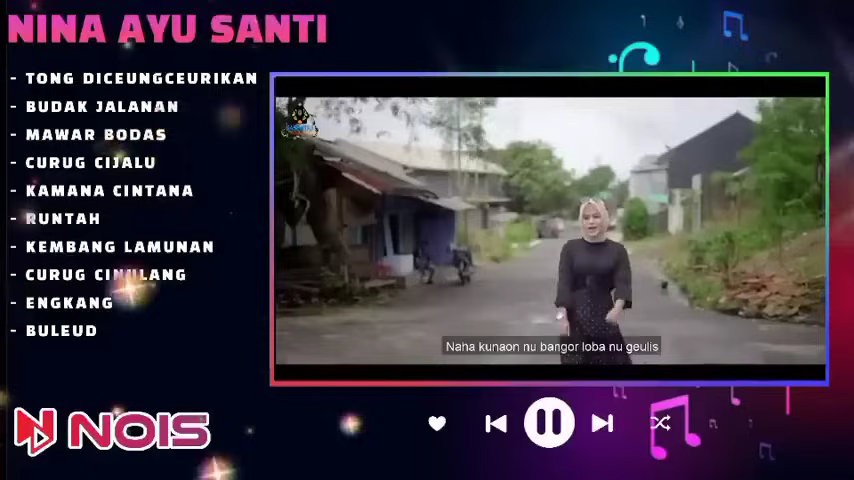 NINA AYU SANTI
- TONG DICEUNGCEURIKAN
- BUDAK JALANAN
- MAWAR BODAS
- CURUG CIJALU
- KAMANA CINTANA
- RUNTAH
- KEMBANG LAMUNAN
- CURUG CINULANG
- ENGKANG
- BULEUD
Naha kunaon nu bangor loba nu geulis
NOIS